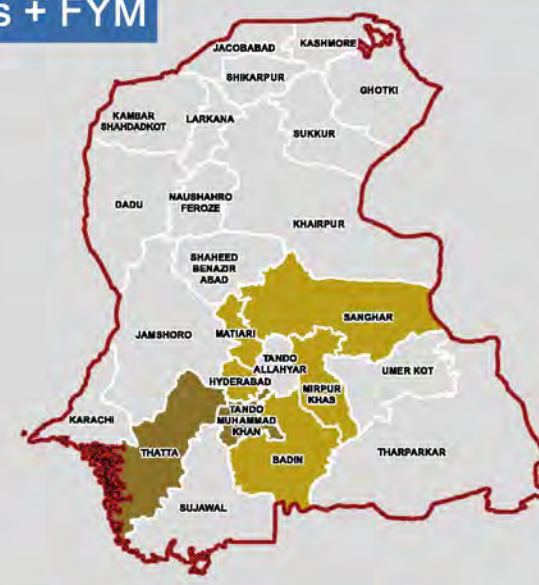 s + FYM
JACOBABAD
KASHMORE
SHIKARPUR
GHOTKI
KAMBAR
SHAHDADKOT
LARKANA
SUKKUR
DADU
NAUSHAHRO
FEROZE
KHAIRPUR
SHAHEED
BENAZIR
ABAD
SANGHAR
JAMSHORO
MATIARI
TANDO
ALLAHYAR
UMER KOT
HYDERABAD
MIRPUR
KHAS
KARACHI
TANDO
MUHAMMAD
KHAN
THATTA
BADIN
THARPARKAR
SUJAWAL